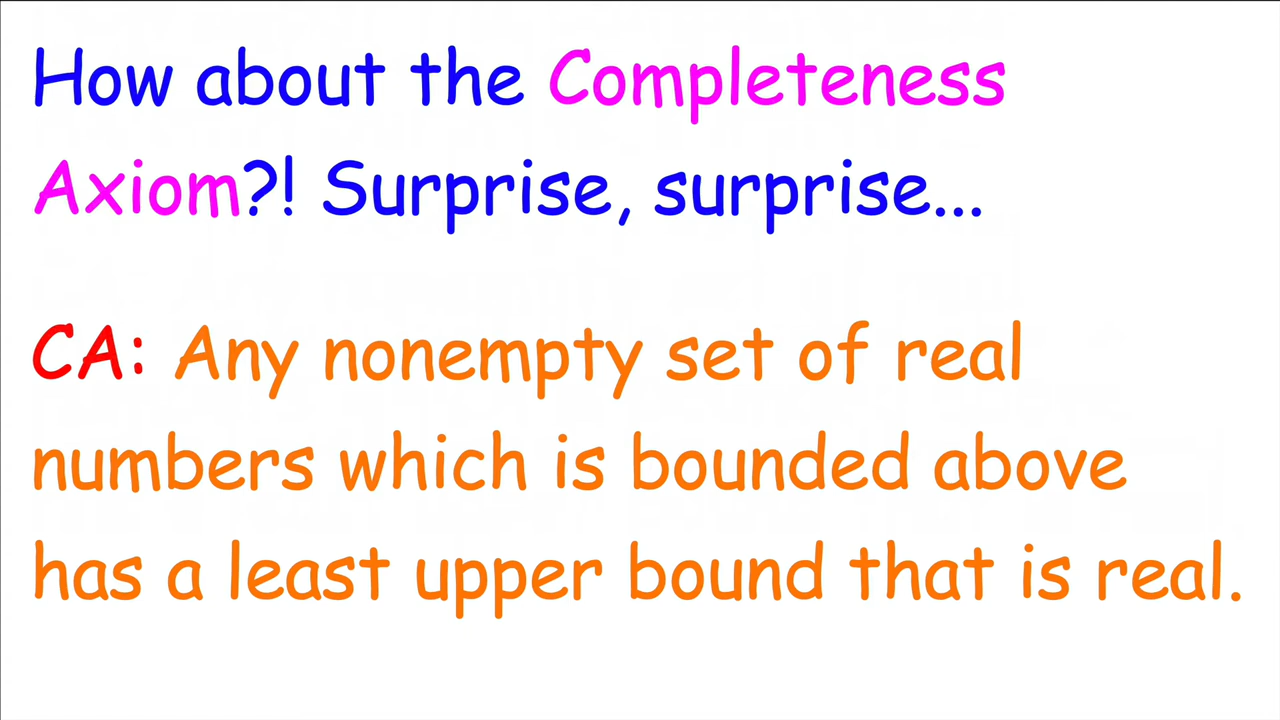 How about the Completeness
Axiom?! Surprise, surprise...
CA: Any nonempty set of real
numbers which is bounded above
has a least upper bound that is real.